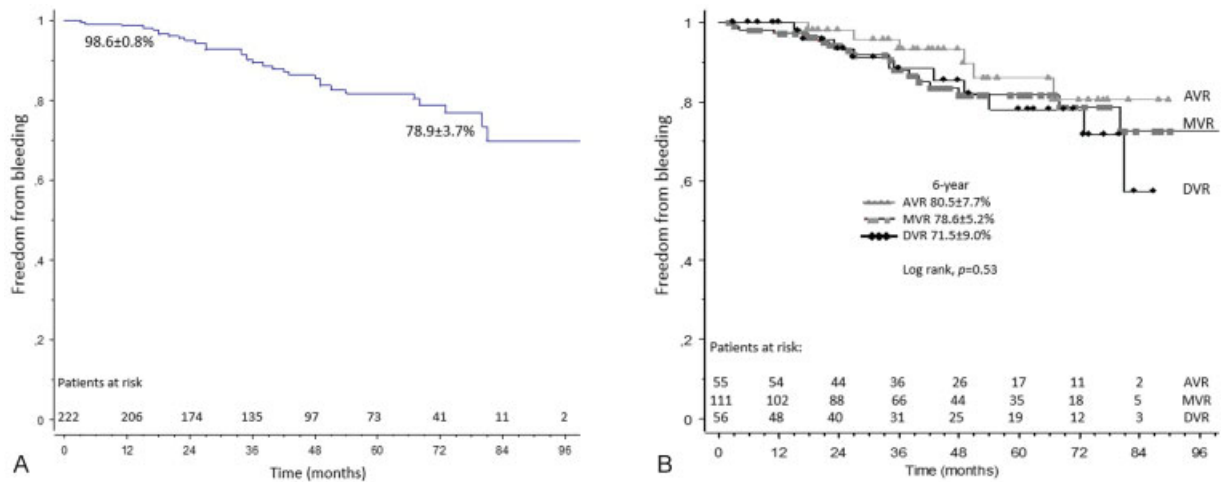 1
98.6±0.8%
,8
78.9±3.7%
,6
,4
,2
0
Freedom from bleeding
Patients at risk
222 206 174 135 97 73 41 11 2
0 12 24 36 48 60 72 84 96
Time (months)
A
B
1
,8
,6
,4
,2
0
Freedom from bleeding
AVR
MVR
DVR
6-year
AVR 80.5±7.7%
MVR 78.6±5.2%
DVR 71.5±9.0%
Log rank, p=0.53
Patients at risk:
55 54 44 36 26 17 11 2 AVR
111 102 88 66 44 35 18 5 MVR
56 48 40 31 25 19 12 3 DVR
0 12 24 36 48 60 72 84 96
Time (months)